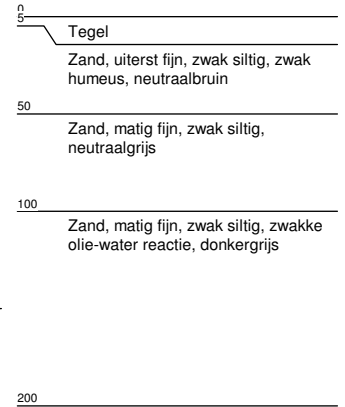 0
5
Tegel
Zand, uiterst fijn, zwak siltig, zwak
humeus, neutraalbruin
50
Zand, matig fijn, zwak siltig,
neutraalgrijs
100
Zand, matig fijn, zwak siltig, zwakke
olie-water reactie, donkergrijs
200